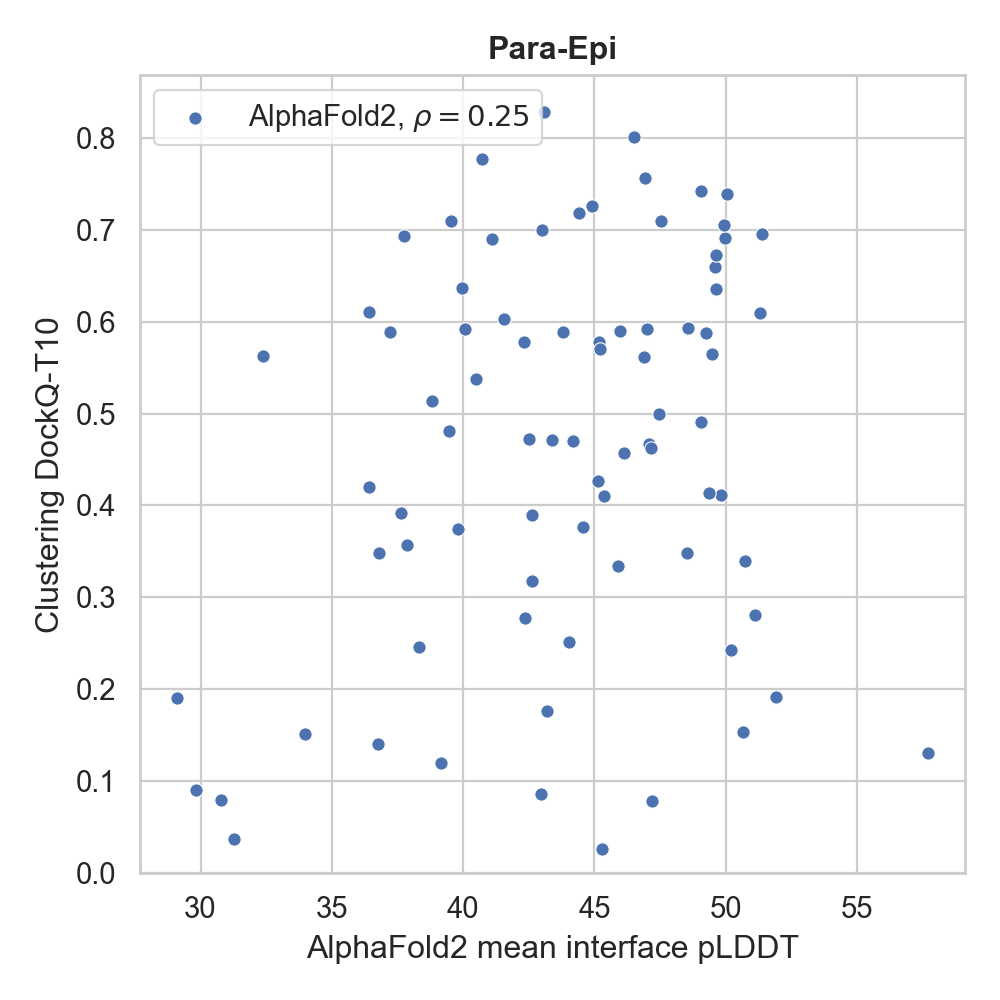 Para-Epi
AlphaFold2, ρ = 0.25
Clustering DockQ-T10
0.8
0.7
0.6
0.5
0.4
0.3
0.2
0.1
0.0
30 35 40 45 50 55
AlphaFold2 mean interface pLDDT